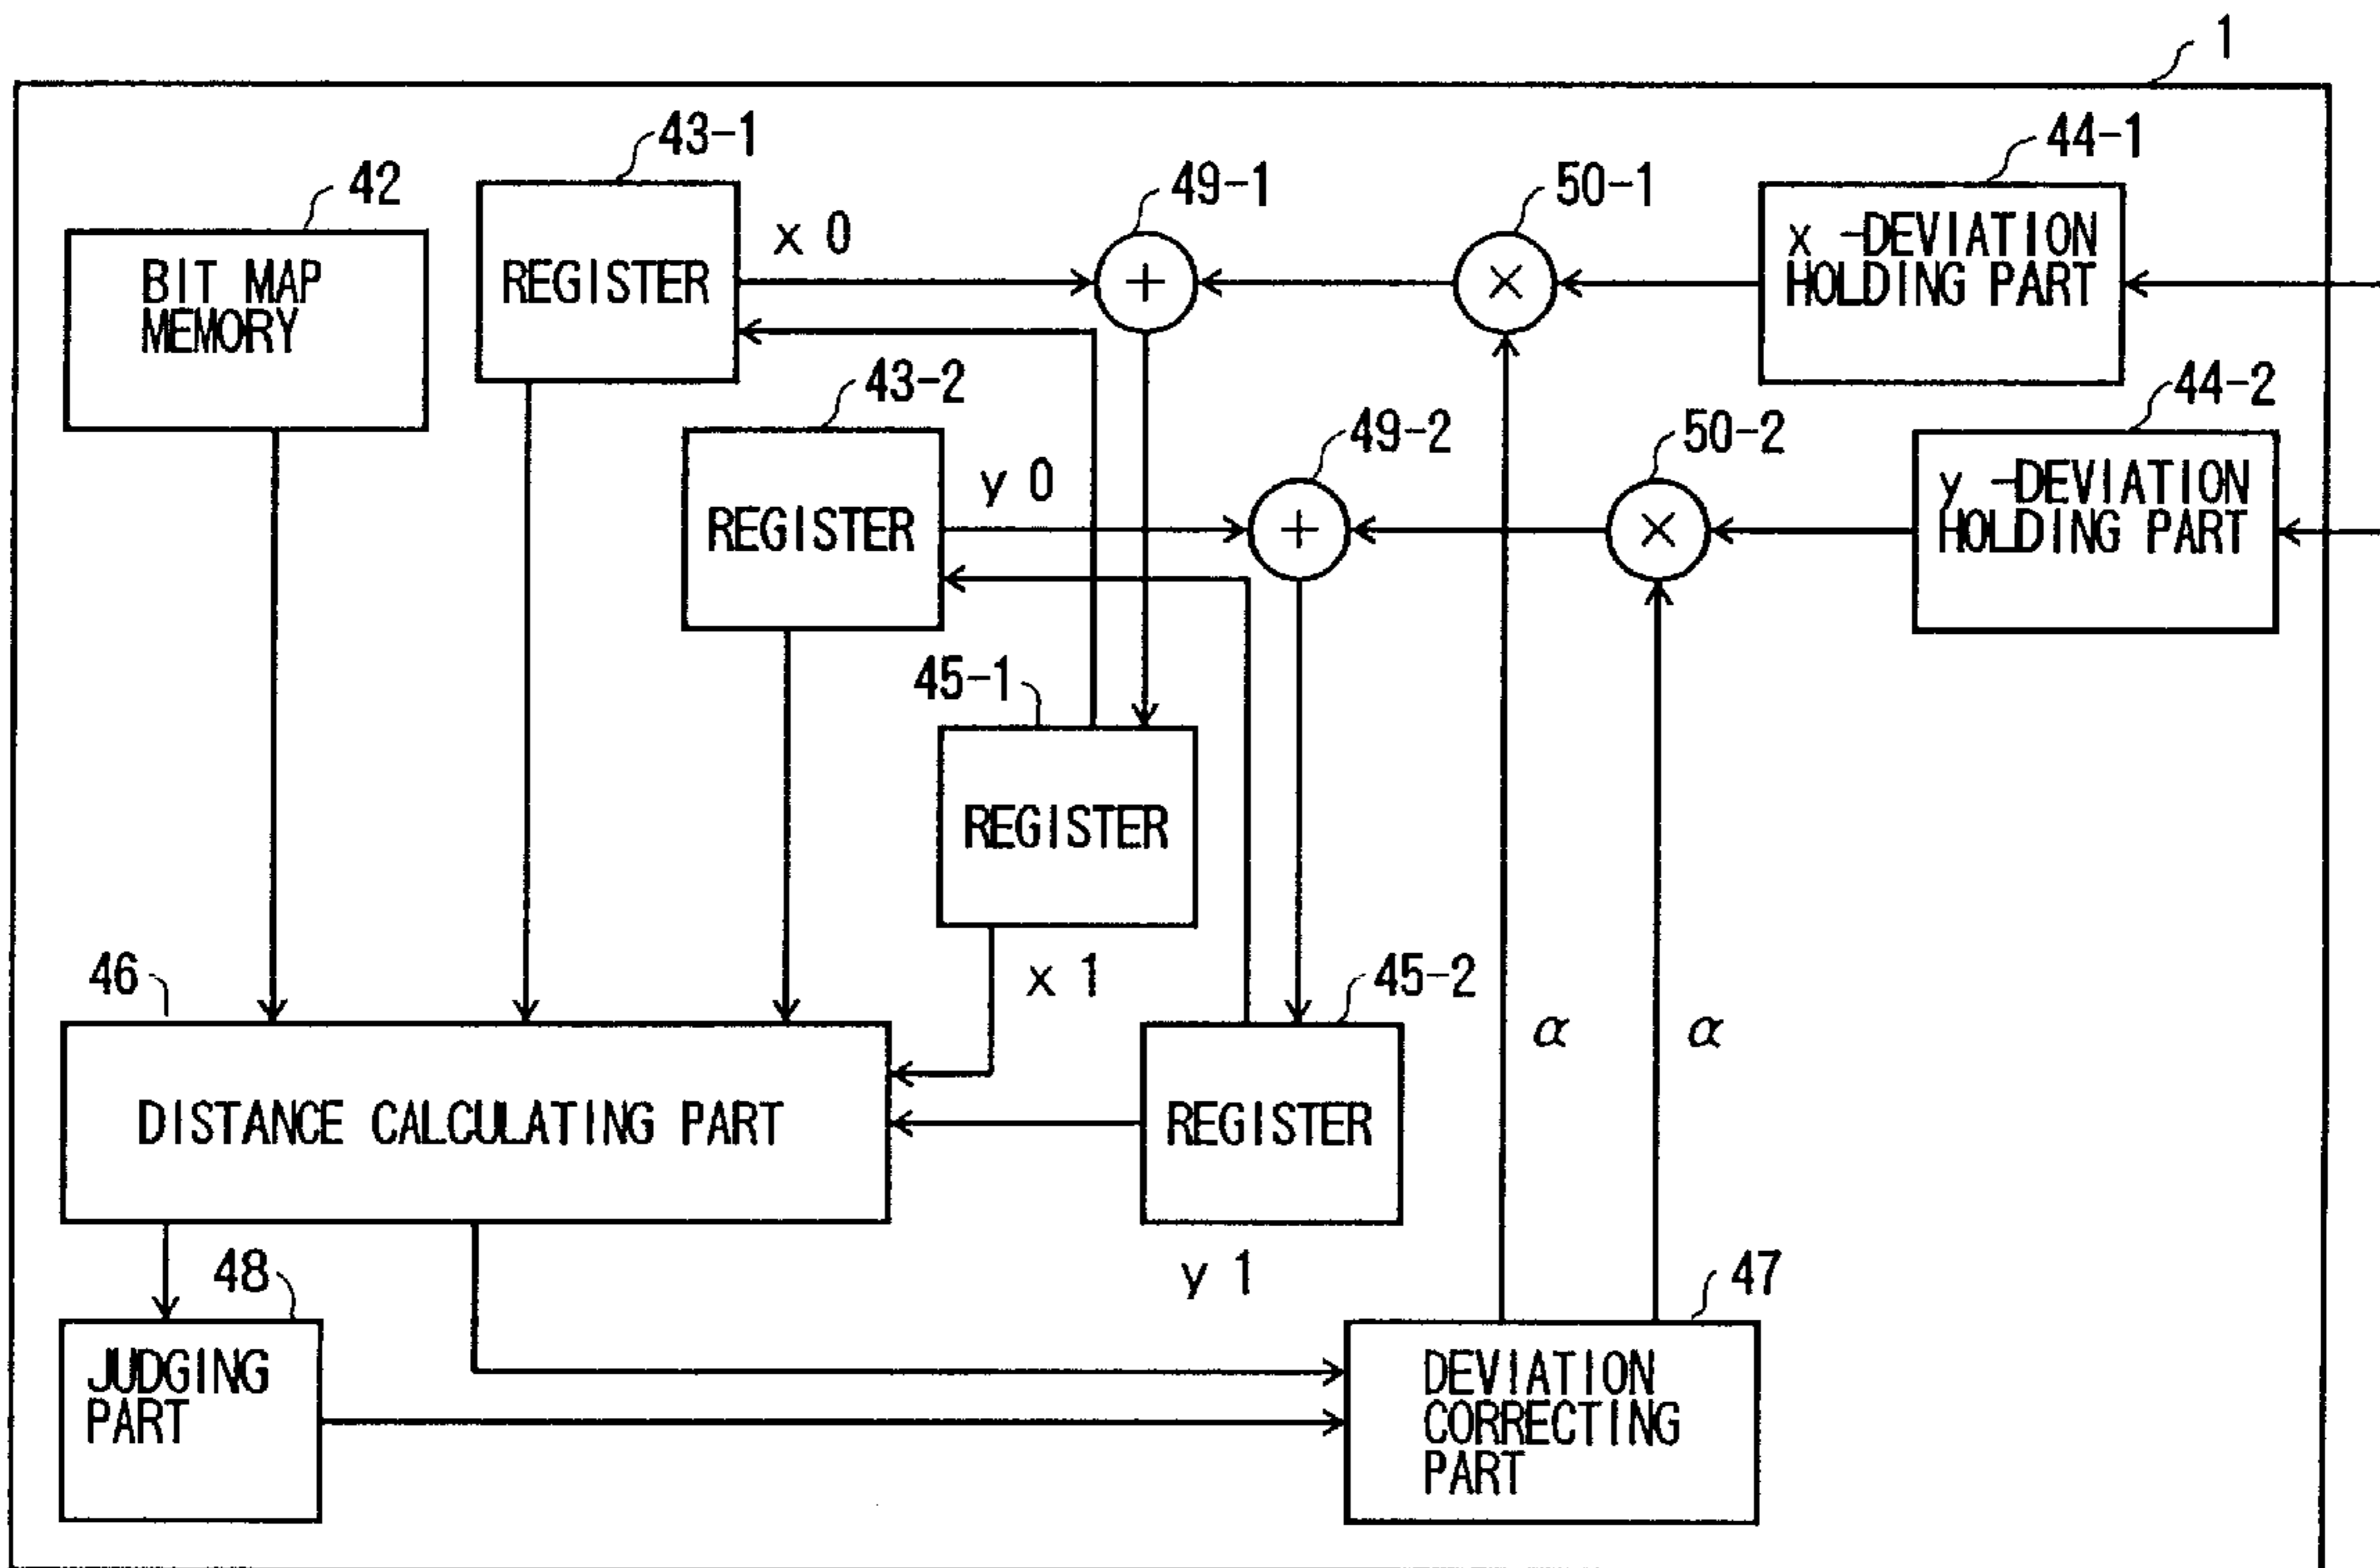 1
43-1
44-1
42
49-1
50-1
BIT MAP
MEMORY
REGISTER
x 0
+
×
x -DEVIATION
HOLDING PART
43-2
44-2
49-2
50-2
REGISTER
y 0
+
×
y -DEVIATION
HOLDING PART
45-1
REGISTER
46
x 1
45-2
α
α
DISTANCE CALCULATING PART
REGISTER
48
y 1
47
JUDGING
PART
DEVIATION
CORRECTING
PART